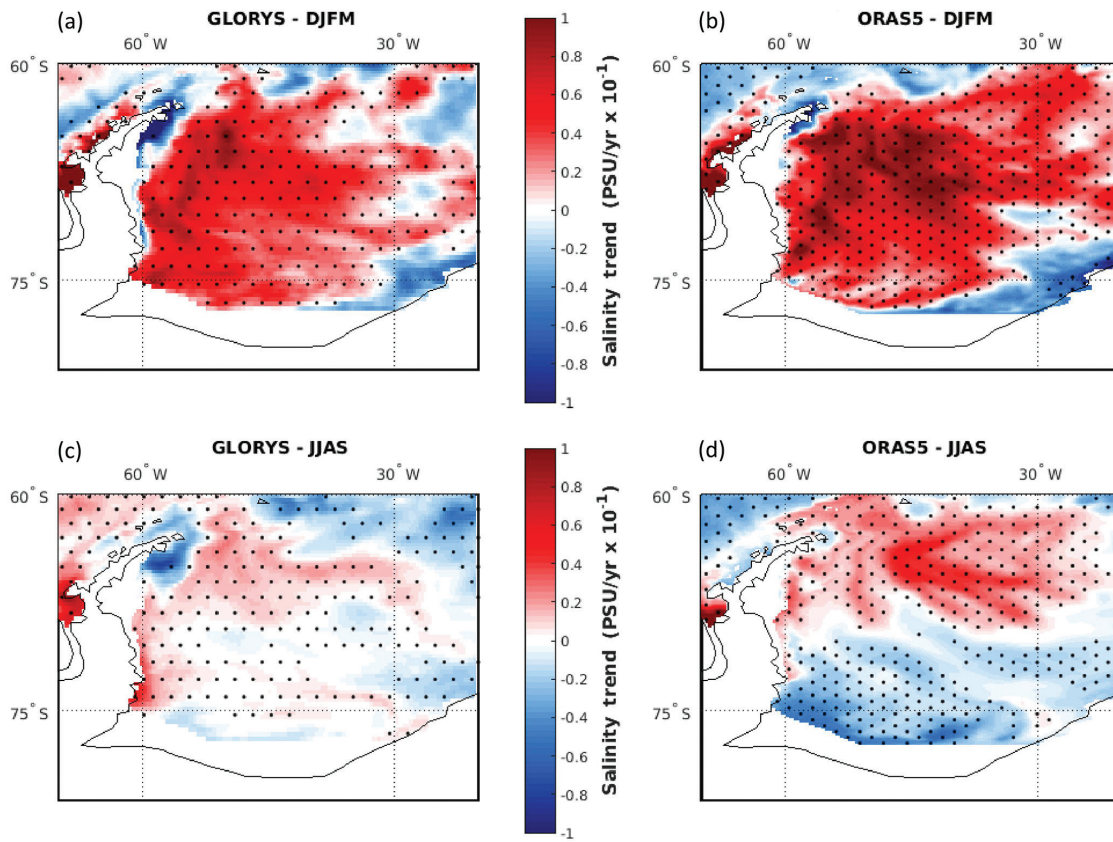 (a)
GLORYS - DJFM
60° W
30° W
60° S
75° S
1
0.8
0.6
0.4
0.2
0
-0.2
-0.4
-0.6
-0.8
-1
Salinity trend (PSU/yr x 10⁻¹)
(b)
ORAS5 - DJFM
60° W
30° W
60° S
75° S
(c)
GLORYS - JJAS
60° W
30° W
60° S
75° S
1
0.8
0.6
0.4
0.2
0
-0.2
-0.4
-0.6
-0.8
-1
Salinity trend (PSU/yr x 10⁻¹)
(d)
ORAS5 - JJAS
60° W
30° W
60° S
75° S